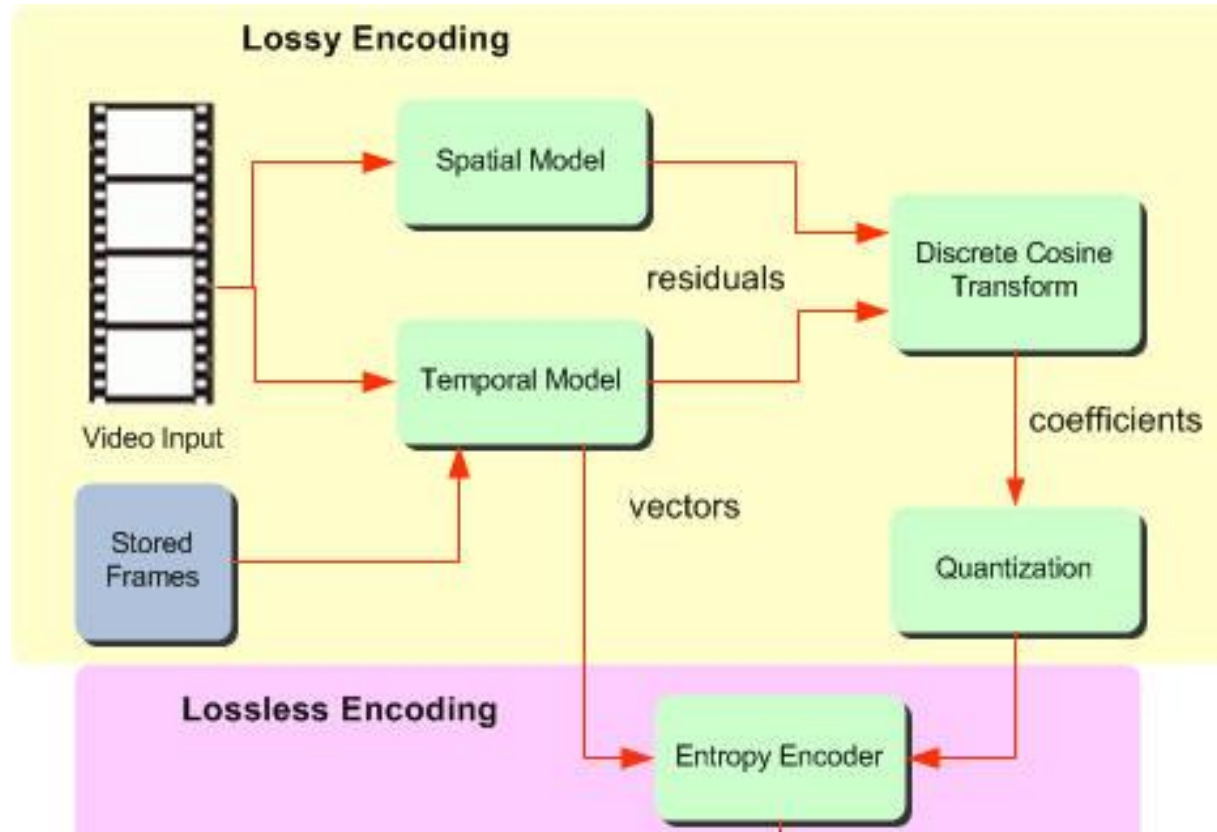 Lossy Encoding
Spatial Model
Discrete Cosine
Transform
residuals
Temporal Model
Video Input
coefficients
vectors
Stored
Frames
Quantization
Lossless Encoding
Entropy Encoder